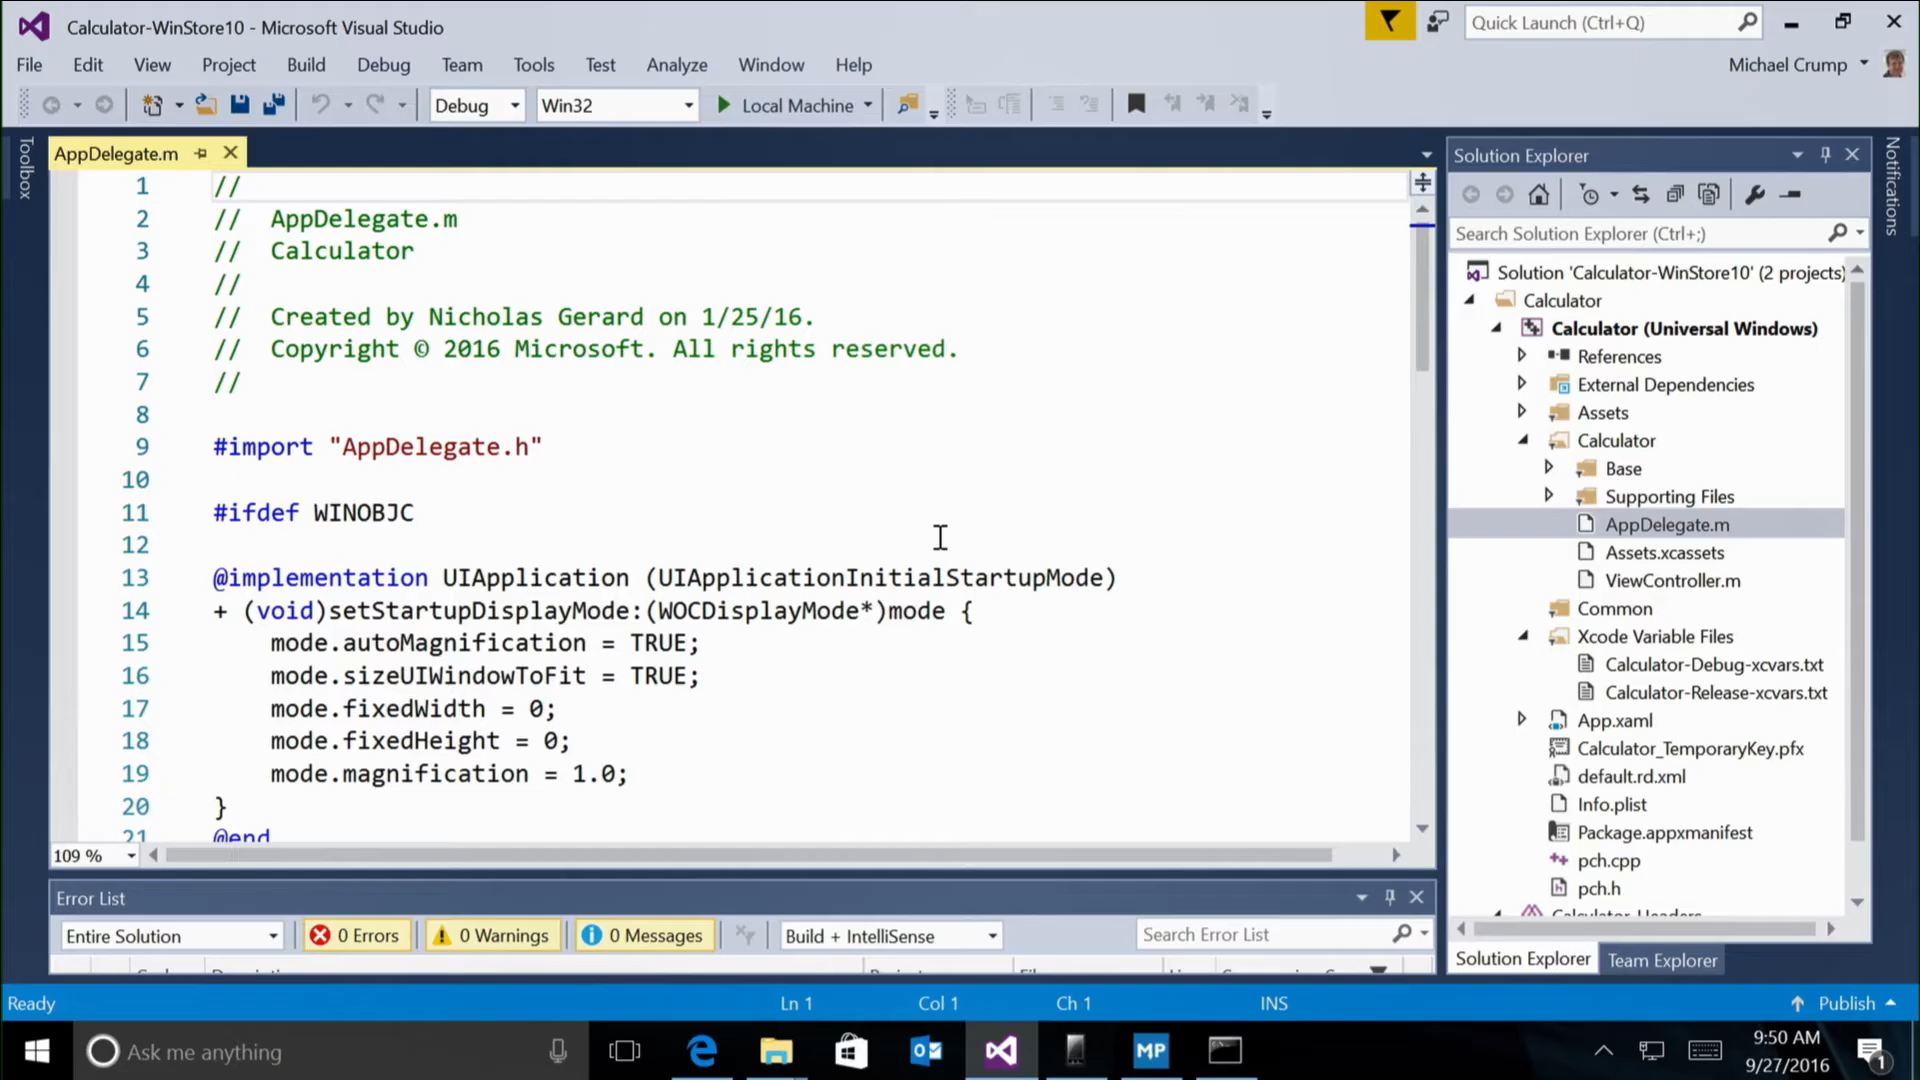 Calculator-WinStore10 - Microsoft Visual Studio
Quick Launch (Ctrl+Q)
File Edit View Project Build Debug Team Tools Test Analyze Window Help
Michael Crump
Debug Win32 Local Machine
Toolbox
AppDelegate.m
1 //
2 // AppDelegate.m
3 // Calculator
4 //
5 // Created by Nicholas Gerard on 1/25/16.
6 // Copyright © 2016 Microsoft. All rights reserved.
7 //
8
9 #import "AppDelegate.h"
10
11 #ifdef WINOBJC
12
13 @implementation UIApplication (UIApplicationInitialStartupMode)
14 + (void)setStartupDisplayMode:(WOCDisplayMode*)mode {
15 mode.autoMagnification = TRUE;
16 mode.sizeUIWindowToFit = TRUE;
17 mode.fixedWidth = 0;
18 mode.fixedHeight = 0;
19 mode.magnification = 1.0;
20 }
21 @end
109 %
Solution Explorer
Search Solution Explorer (Ctrl+;)
Solution 'Calculator-WinStore10' (2 projects)
Calculator
Calculator (Universal Windows)
References
External Dependencies
Assets
Calculator
Base
Supporting Files
AppDelegate.m
Assets.xcassets
ViewController.m
Common
Xcode Variable Files
Calculator-Debug-xcvars.txt
Calculator-Release-xcvars.txt
App.xaml
Calculator_TemporaryKey.pfx
default.rd.xml
Info.plist
Package.appxmanifest
pch.cpp
pch.h
Solution Explorer Team Explorer
Notifications
Error List
Entire Solution 0 Errors 0 Warnings 0 Messages Build + IntelliSense Search Error List
Ready Ln 1 Col 1 Ch 1 INS Publish
Ask me anything
MP
9:50 AM
9/27/2016
1